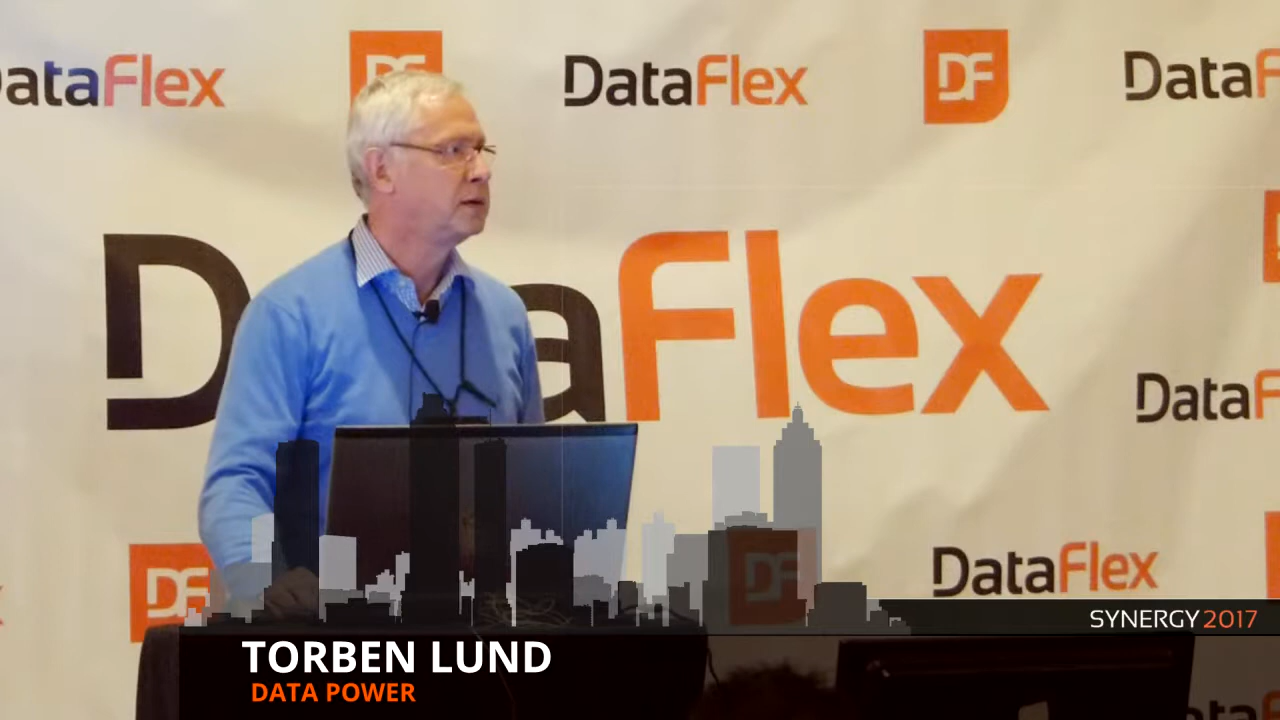 DataFlex
DF
DataFlex
DF
DataF
DataFlex
DataF
DF
DF
DataFlex
SYNERGY 2017
TORBEN LUND
DATA POWER